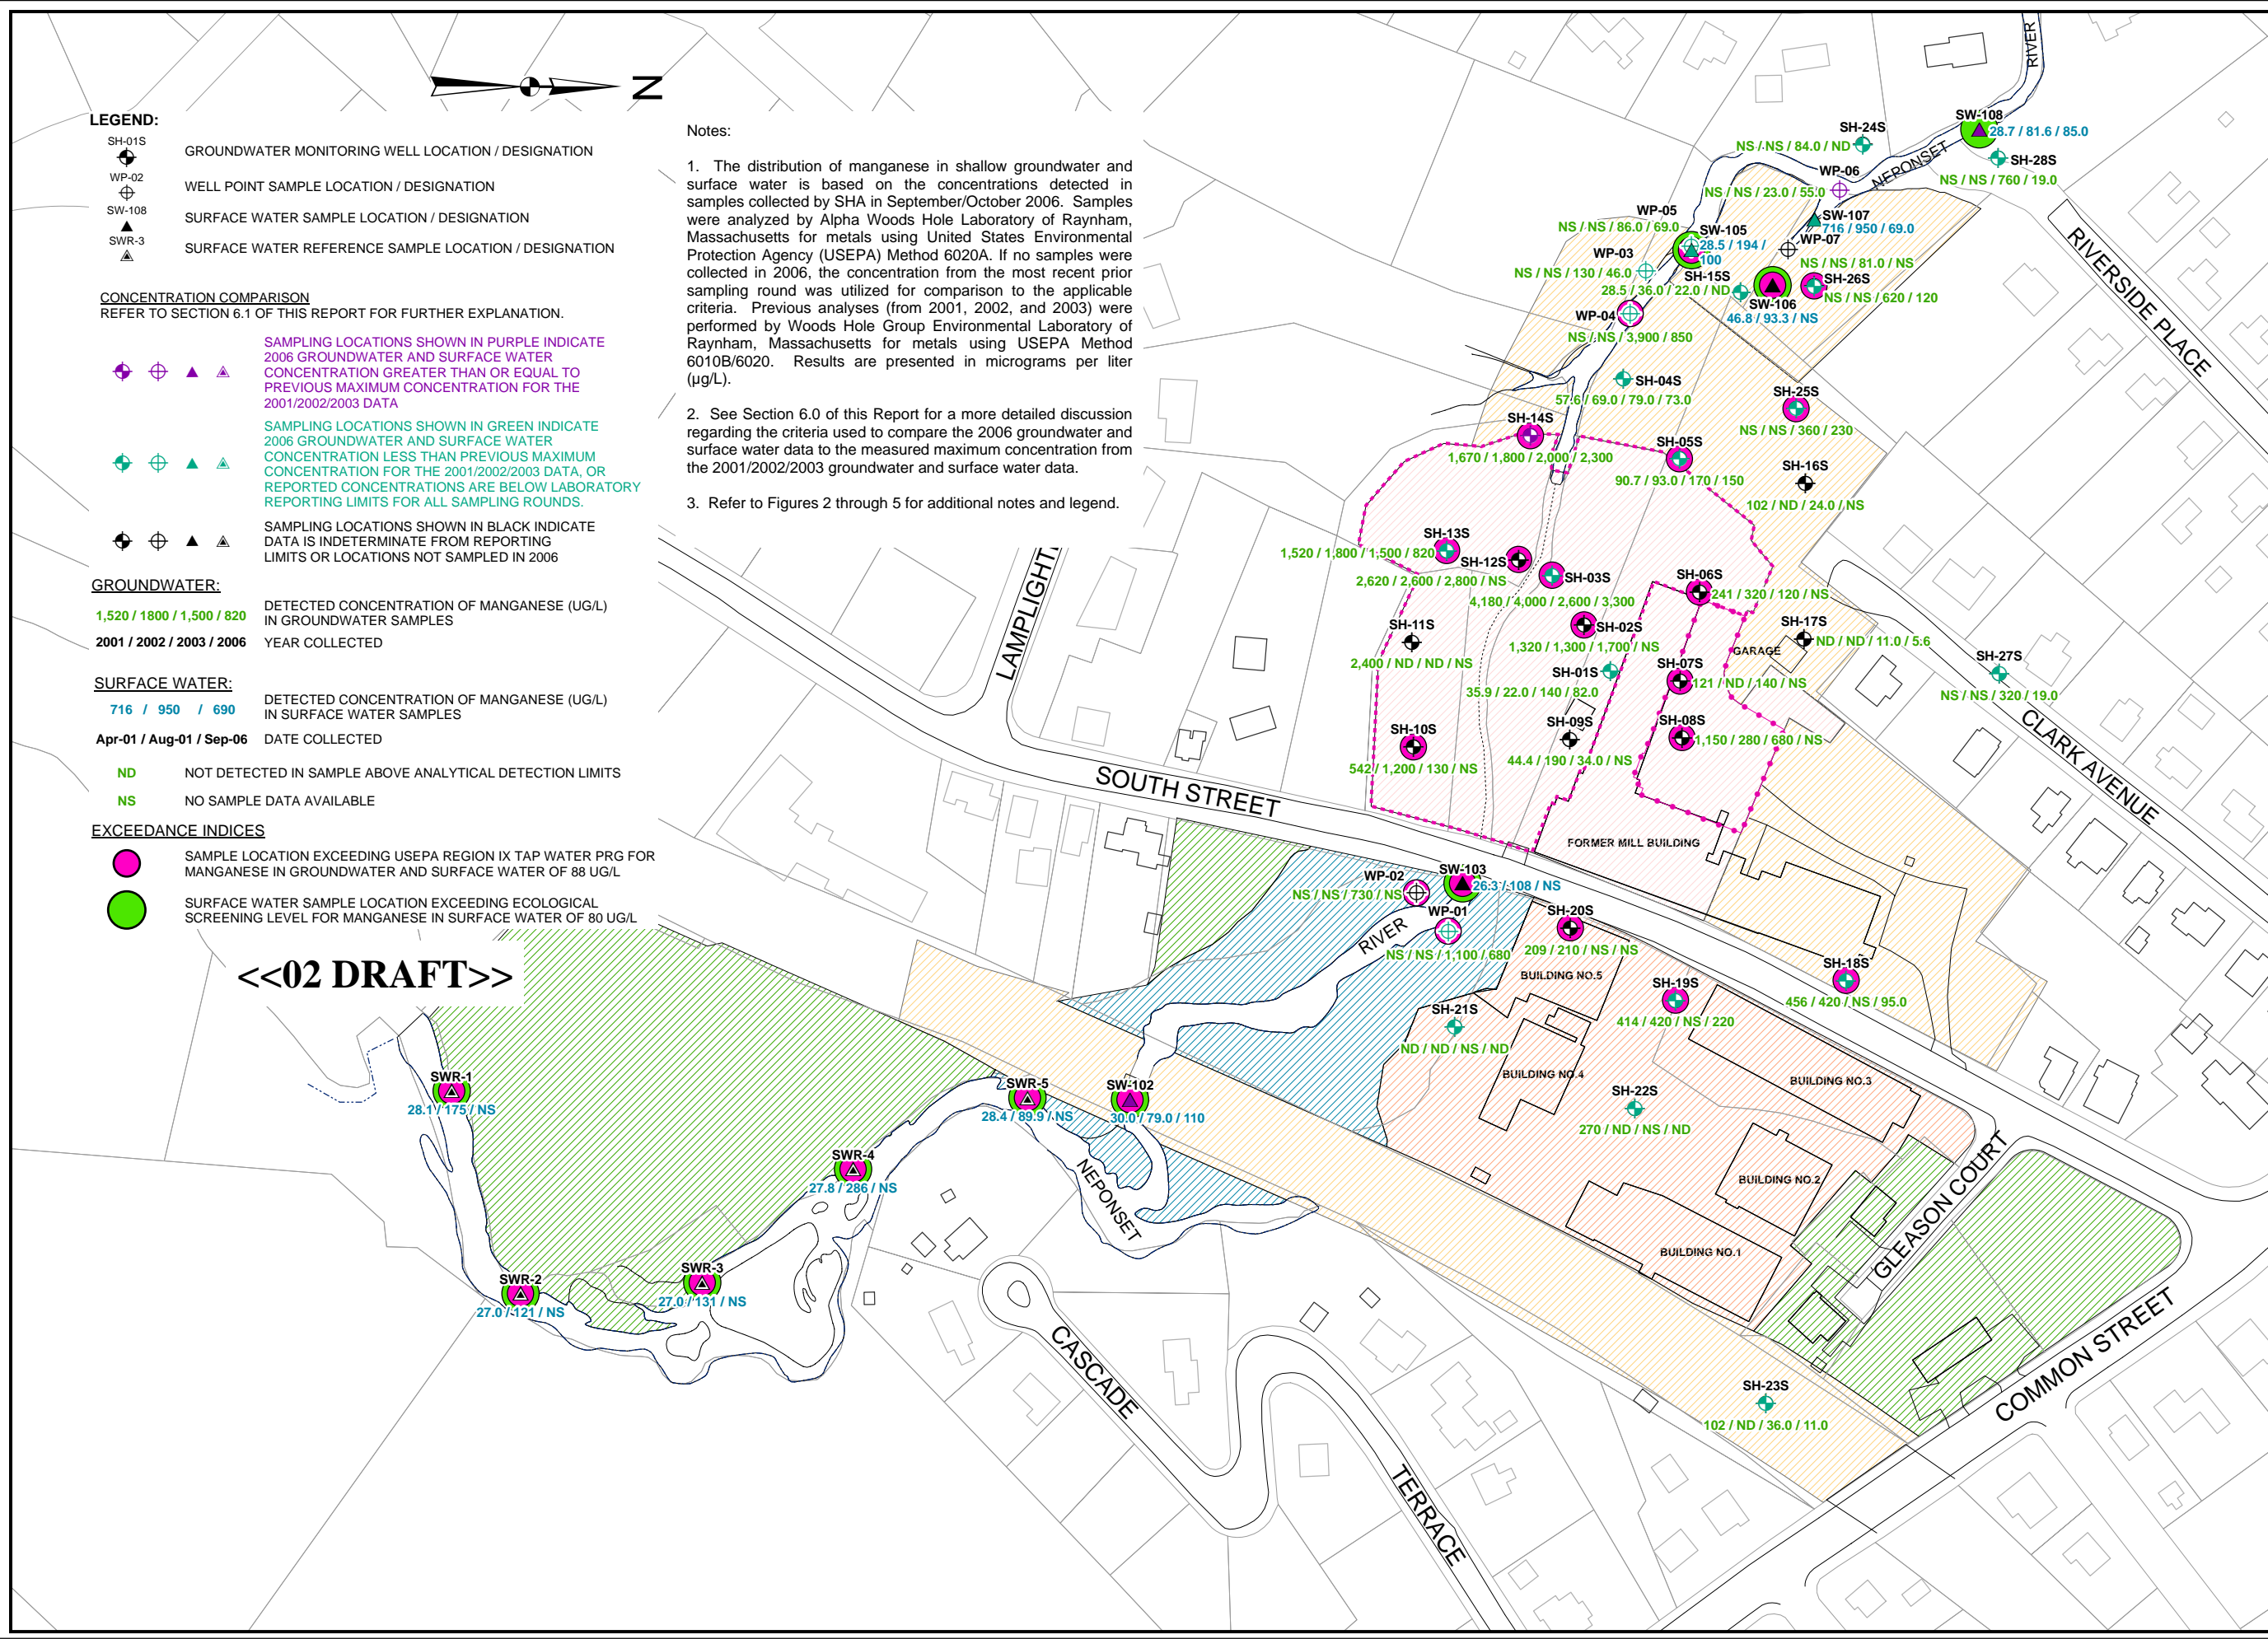 N
LEGEND:
SH-01S
GROUNDWATER MONITORING WELL LOCATION / DESIGNATION
WP-02
WELL POINT SAMPLE LOCATION / DESIGNATION
SW-108
SURFACE WATER SAMPLE LOCATION / DESIGNATION
SWR-3
SURFACE WATER REFERENCE SAMPLE LOCATION / DESIGNATION
CONCENTRATION COMPARISON
REFER TO SECTION 6.1 OF THIS REPORT FOR FURTHER EXPLANATION.
SAMPLING LOCATIONS SHOWN IN PURPLE INDICATE
2006 GROUNDWATER AND SURFACE WATER
CONCENTRATION GREATER THAN OR EQUAL TO
PREVIOUS MAXIMUM CONCENTRATION FOR THE
2001/2002/2003 DATA
SAMPLING LOCATIONS SHOWN IN GREEN INDICATE
2006 GROUNDWATER AND SURFACE WATER
CONCENTRATION LESS THAN PREVIOUS MAXIMUM
CONCENTRATION FOR THE 2001/2002/2003 DATA, OR
REPORTED CONCENTRATIONS ARE BELOW LABORATORY
REPORTING LIMITS FOR ALL SAMPLING ROUNDS.
SAMPLING LOCATIONS SHOWN IN BLACK INDICATE
DATA IS INDETERMINATE FROM REPORTING
LIMITS OR LOCATIONS NOT SAMPLED IN 2006
GROUNDWATER:
1,520 / 1800 / 1,500 / 820
DETECTED CONCENTRATION OF MANGANESE (UG/L)
IN GROUNDWATER SAMPLES
2001 / 2002 / 2003 / 2006 YEAR COLLECTED
SURFACE WATER:
716 / 950 / 690
DETECTED CONCENTRATION OF MANGANESE (UG/L)
IN SURFACE WATER SAMPLES
Apr-01 / Aug-01 / Sep-06 DATE COLLECTED
ND NOT DETECTED IN SAMPLE ABOVE ANALYTICAL DETECTION LIMITS
NS NO SAMPLE DATA AVAILABLE
EXCEEDANCE INDICES
SAMPLE LOCATION EXCEEDING USEPA REGION IX TAP WATER PRG FOR
MANGANESE IN GROUNDWATER AND SURFACE WATER OF 88 UG/L
SURFACE WATER SAMPLE LOCATION EXCEEDING ECOLOGICAL
SCREENING LEVEL FOR MANGANESE IN SURFACE WATER OF 80 UG/L
<<02 DRAFT>>
Notes:
1. The distribution of manganese in shallow groundwater and
surface water is based on the concentrations detected in
samples collected by SHA in September/October 2006. Samples
were analyzed by Alpha Woods Hole Laboratory of Raynham,
Massachusetts for metals using United States Environmental
Protection Agency (USEPA) Method 6020A. If no samples were
collected in 2006, the concentration from the most recent prior
sampling round was utilized for comparison to the applicable
criteria. Previous analyses (from 2001, 2002, and 2003) were
performed by Woods Hole Group Environmental Laboratory of
Raynham, Massachusetts for metals using USEPA Method
6010B/6020. Results are presented in micrograms per liter
(µg/L).
2. See Section 6.0 of this Report for a more detailed discussion
regarding the criteria used to compare the 2006 groundwater and
surface water data to the measured maximum concentration from
the 2001/2002/2003 groundwater and surface water data.
3. Refer to Figures 2 through 5 for additional notes and legend.
RIVER
SW-108
28.7 / 81.6 / 85.0
SH-24S
NS / NS / 84.0 / ND
NEPONSET
SH-28S
NS / NS / 760 / 19.0
WP-06
NS / NS / 23.0 / 55.0
WP-05
NS / NS / 86.0 / 69.0
SW-107
716 / 950 / 69.0
SW-105
28.5 / 194 /
100
WP-07
NS / NS / 81.0 / NS
WP-03
NS / NS / 130 / 46.0
SH-15S
28.5 / 36.0 / 22.0 / ND
SH-26S
NS / NS / 620 / 120
SW-106
46.8 / 93.3 / NS
WP-04
NS / NS / 3,900 / 850
RIVERSIDE PLACE
SH-04S
57.6 / 69.0 / 79.0 / 73.0
SH-25S
NS / NS / 360 / 230
SH-14S
1,670 / 1,800 / 2,000 / 2,300
SH-05S
90.7 / 93.0 / 170 / 150
SH-16S
102 / ND / 24.0 / NS
SH-13S
1,520 / 1,800 / 1,500 / 820
SH-12S
2,620 / 2,600 / 2,800 / NS
SH-03S
4,180 / 4,000 / 2,600 / 3,300
SH-06S
241 / 320 / 120 / NS
SH-11S
2,400 / ND / ND / NS
SH-02S
1,320 / 1,300 / 1,700 / NS
SH-17S
ND / ND / 11.0 / 5.6
GARAGE
SH-01S
35.9 / 22.0 / 140 / 82.0
SH-07S
121 / ND / 140 / NS
SH-27S
NS / NS / 320 / 19.0
SH-10S
542 / 1,200 / 130 / NS
SH-09S
44.4 / 190 / 34.0 / NS
SH-08S
1,150 / 280 / 680 / NS
CLARK AVENUE
LAMPLIGHT
SOUTH STREET
FORMER MILL BUILDING
WP-02
NS / NS / 730 / NS
SW-103
26.3 / 108 / NS
WP-01
NS / NS / 1,100 / 680
RIVER
SH-20S
209 / 210 / NS / NS
BUILDING NO.5
SH-18S
456 / 420 / NS / 95.0
SH-19S
414 / 420 / NS / 220
SH-21S
ND / ND / NS / ND
BUILDING NO.4
BUILDING NO.3
SH-22S
270 / ND / NS / ND
SWR-1
28.1 / 175 / NS
SWR-5
28.4 / 89.9 / NS
SW-102
30.0 / 79.0 / 110
SWR-4
27.8 / 286 / NS
NEPONSET
BUILDING NO.2
GLEASON COURT
BUILDING NO.1
SWR-2
27.0 / 121 / NS
SWR-3
27.0 / 131 / NS
CASCADE
TERRACE
COMMON STREET
SH-23S
102 / ND / 36.0 / 11.0